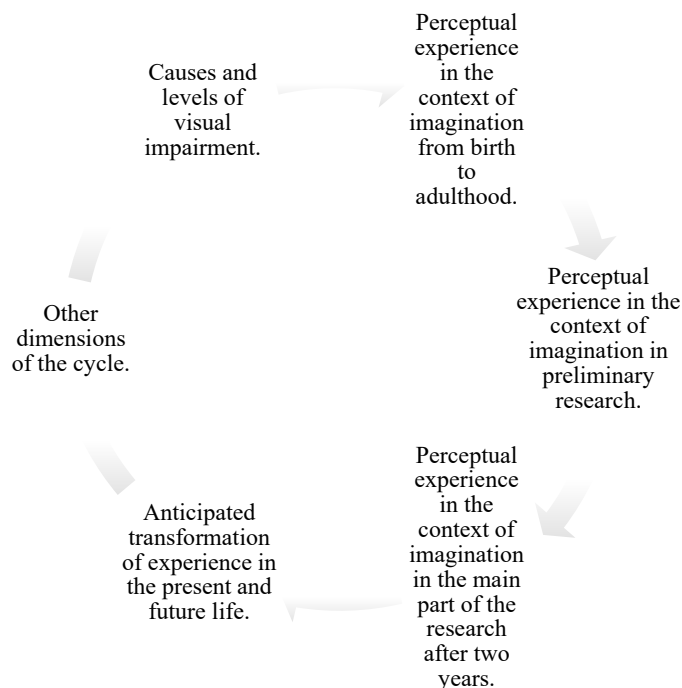 Causes and
levels of
visual
impairment.
Perceptual
experience
in the
context of
imagination
from birth
to
adulthood.
Perceptual
experience in the
context of
imagination in
preliminary
research.
Perceptual
experience
in the
context of
imagination
in the main
part of the
research
after two
years.
Anticipated
transformation
of experience in
the present and
future life.
Other
dimensions
of the cycle.